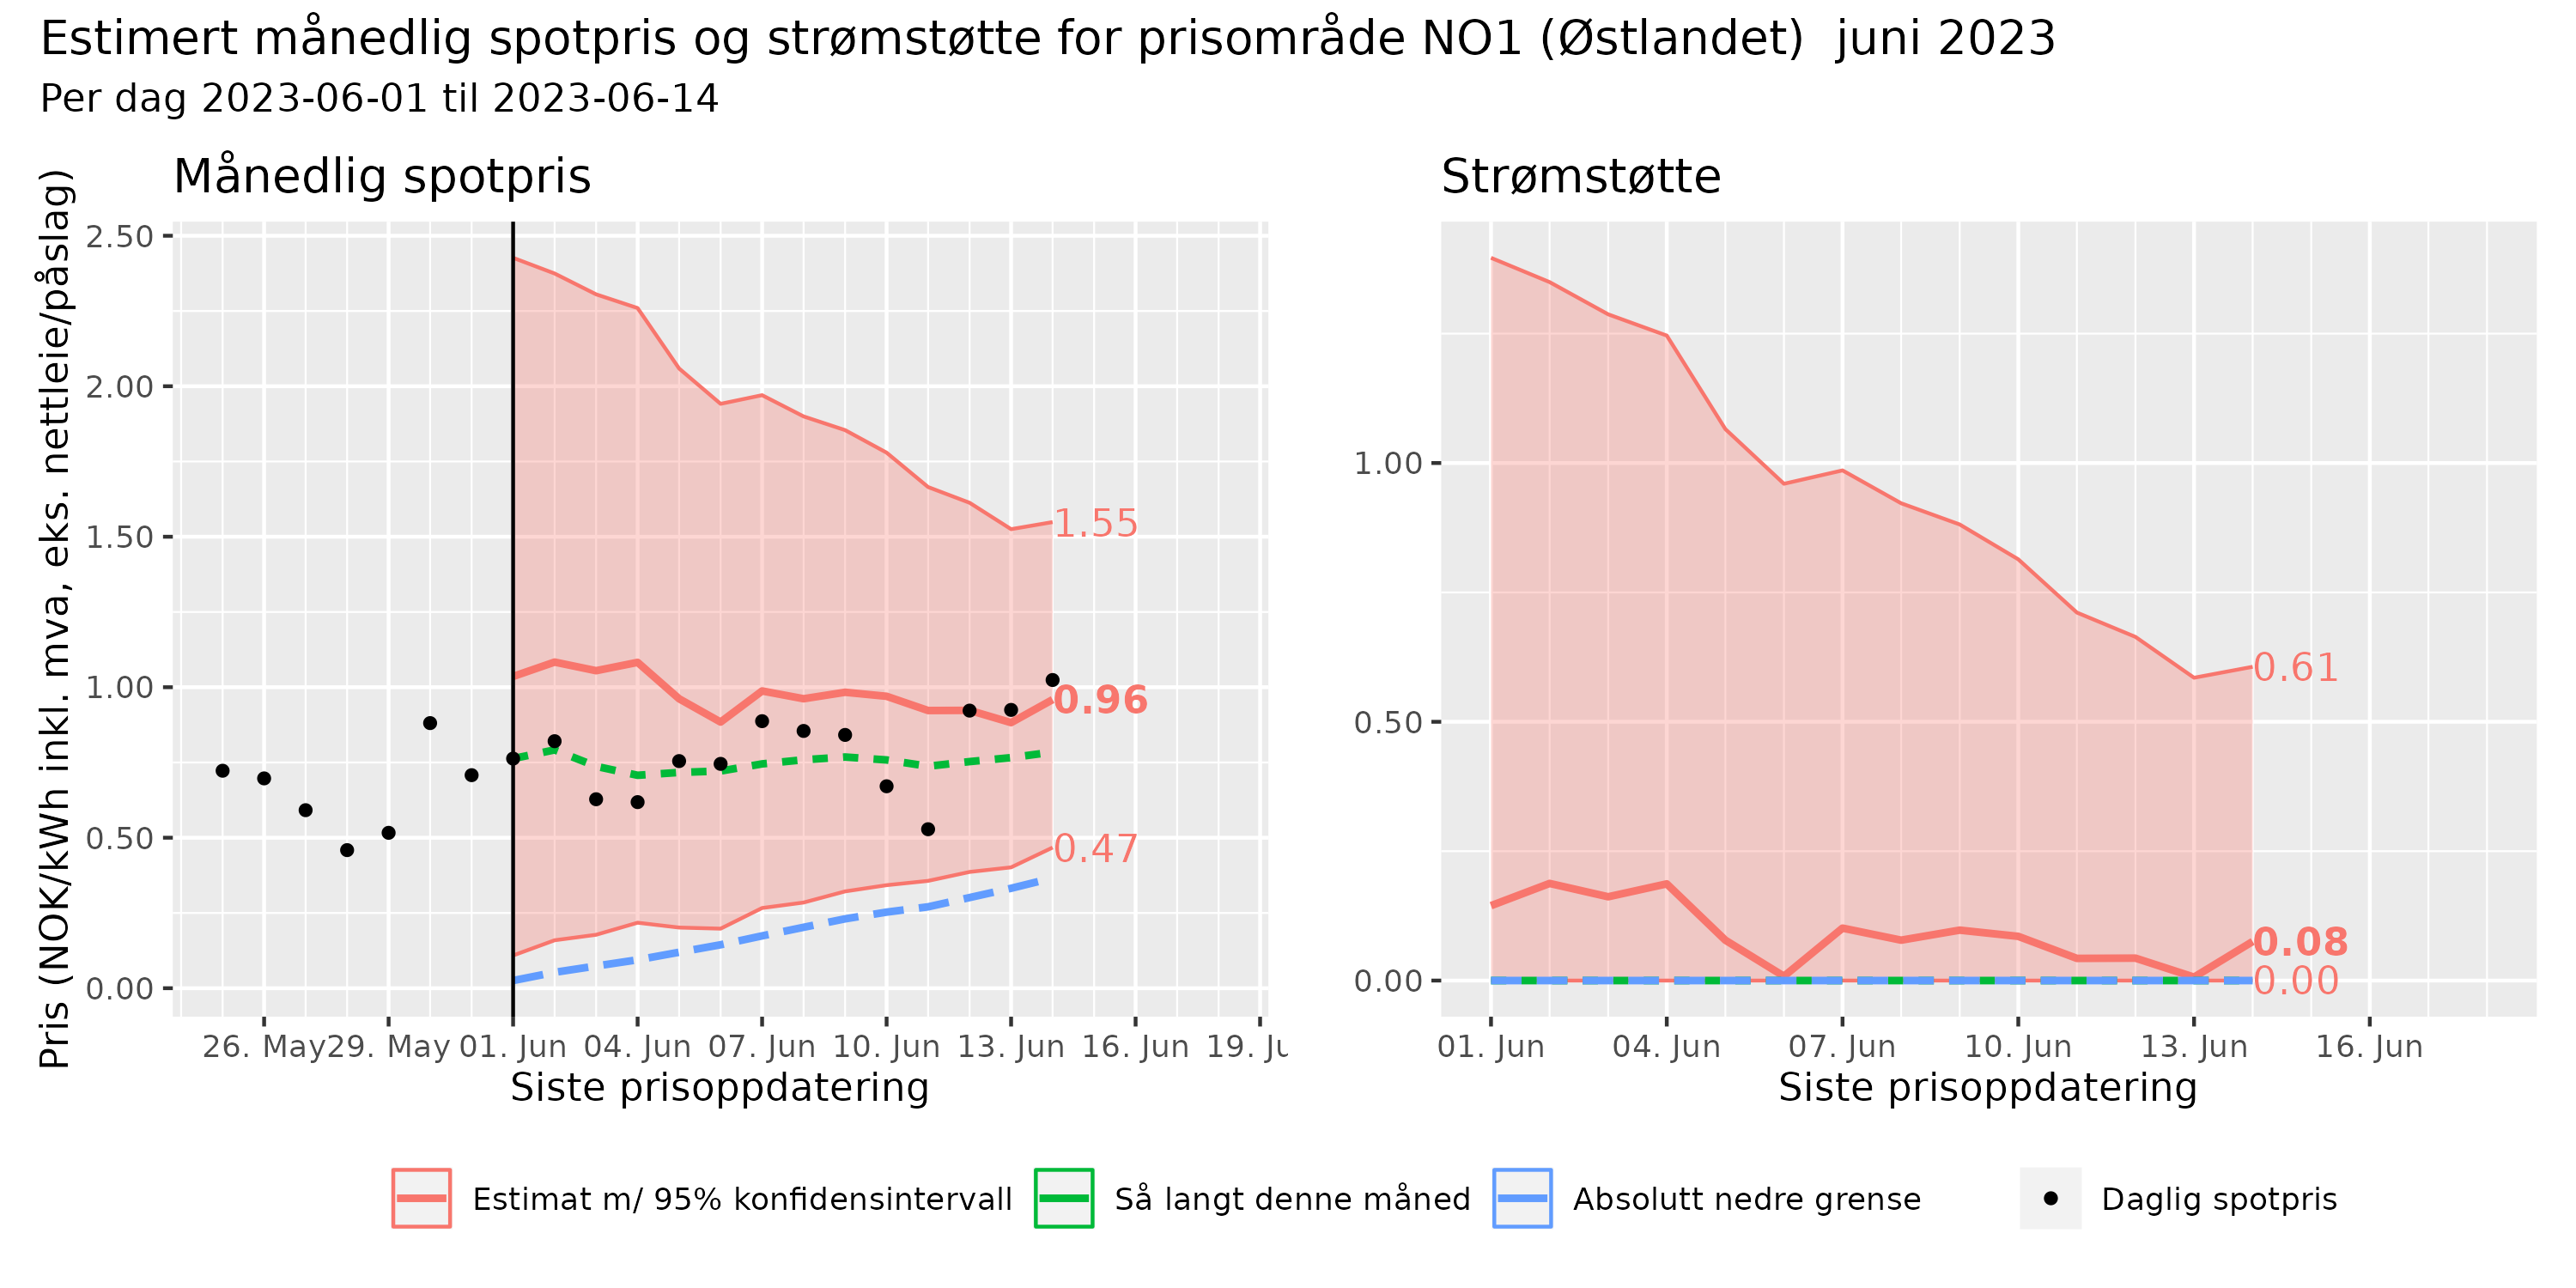 Estimert månedlig spotpris og strømstøtte for prisområde NO1 (Østlandet)  juni 2023
Per dag 2023-06-01 til 2023-06-14
Månedlig spotpris
Pris (NOK/kWh inkl. mva, eks. nettleie/påslag)
2.50
2.00
1.50
1.00
0.50
0.00
1.55
0.96
0.47
26. May 29. May 01. Jun 04. Jun 07. Jun 10. Jun 13. Jun 16. Jun 19. Ju
Siste prisoppdatering
Strømstøtte
1.00
0.50
0.00
0.61
0.08
0.00
01. Jun 04. Jun 07. Jun 10. Jun 13. Jun 16. Jun
Siste prisoppdatering
Estimat m/ 95% konfidensintervall Så langt denne måned Absolutt nedre grense Daglig spotpris